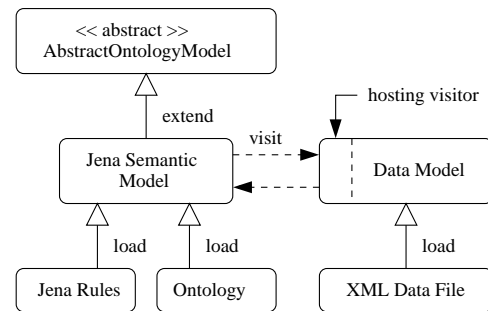 << abstract >>
AbstractOntologyModel
hosting visitor
extend
visit
Jena Semantic
Model
Data Model
load
load
load
Jena Rules
Ontology
XML Data File